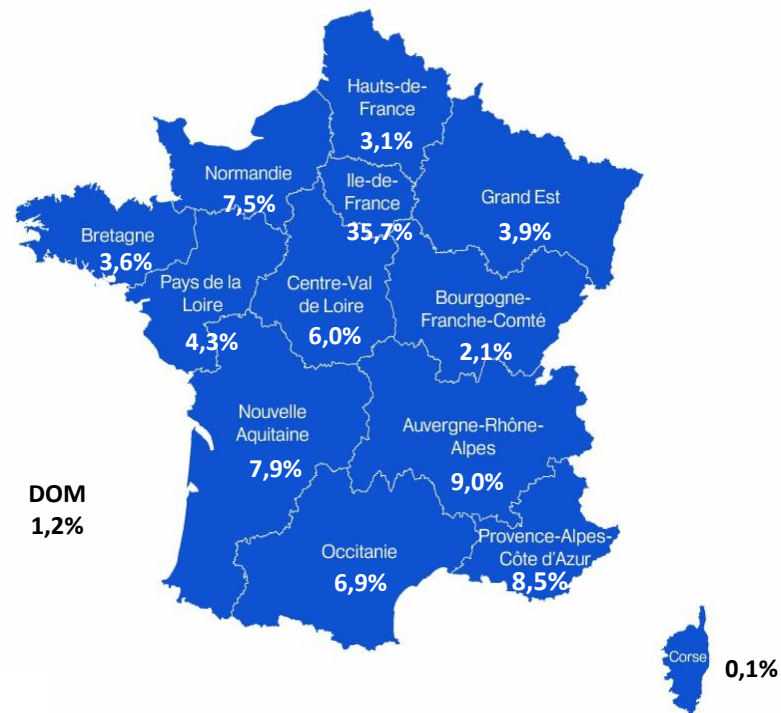 Hauts-de-
France
3,1%
Normandie
7,5%
Ile-de-
France
35,7%
Grand Est
3,9%
Bretagne
3,6%
Pays de la
Loire
4,3%
Centre-Val
de Loire
6,0%
Bourgogne-
Franche-Comté
2,1%
Nouvelle
Aquitaine
7,9%
Auvergne-Rhône-
Alpes
9,0%
DOM
1,2%
Occitanie
6,9%
Provence-Alpes-
Côte d'Azur
8,5%
Corse
0,1%